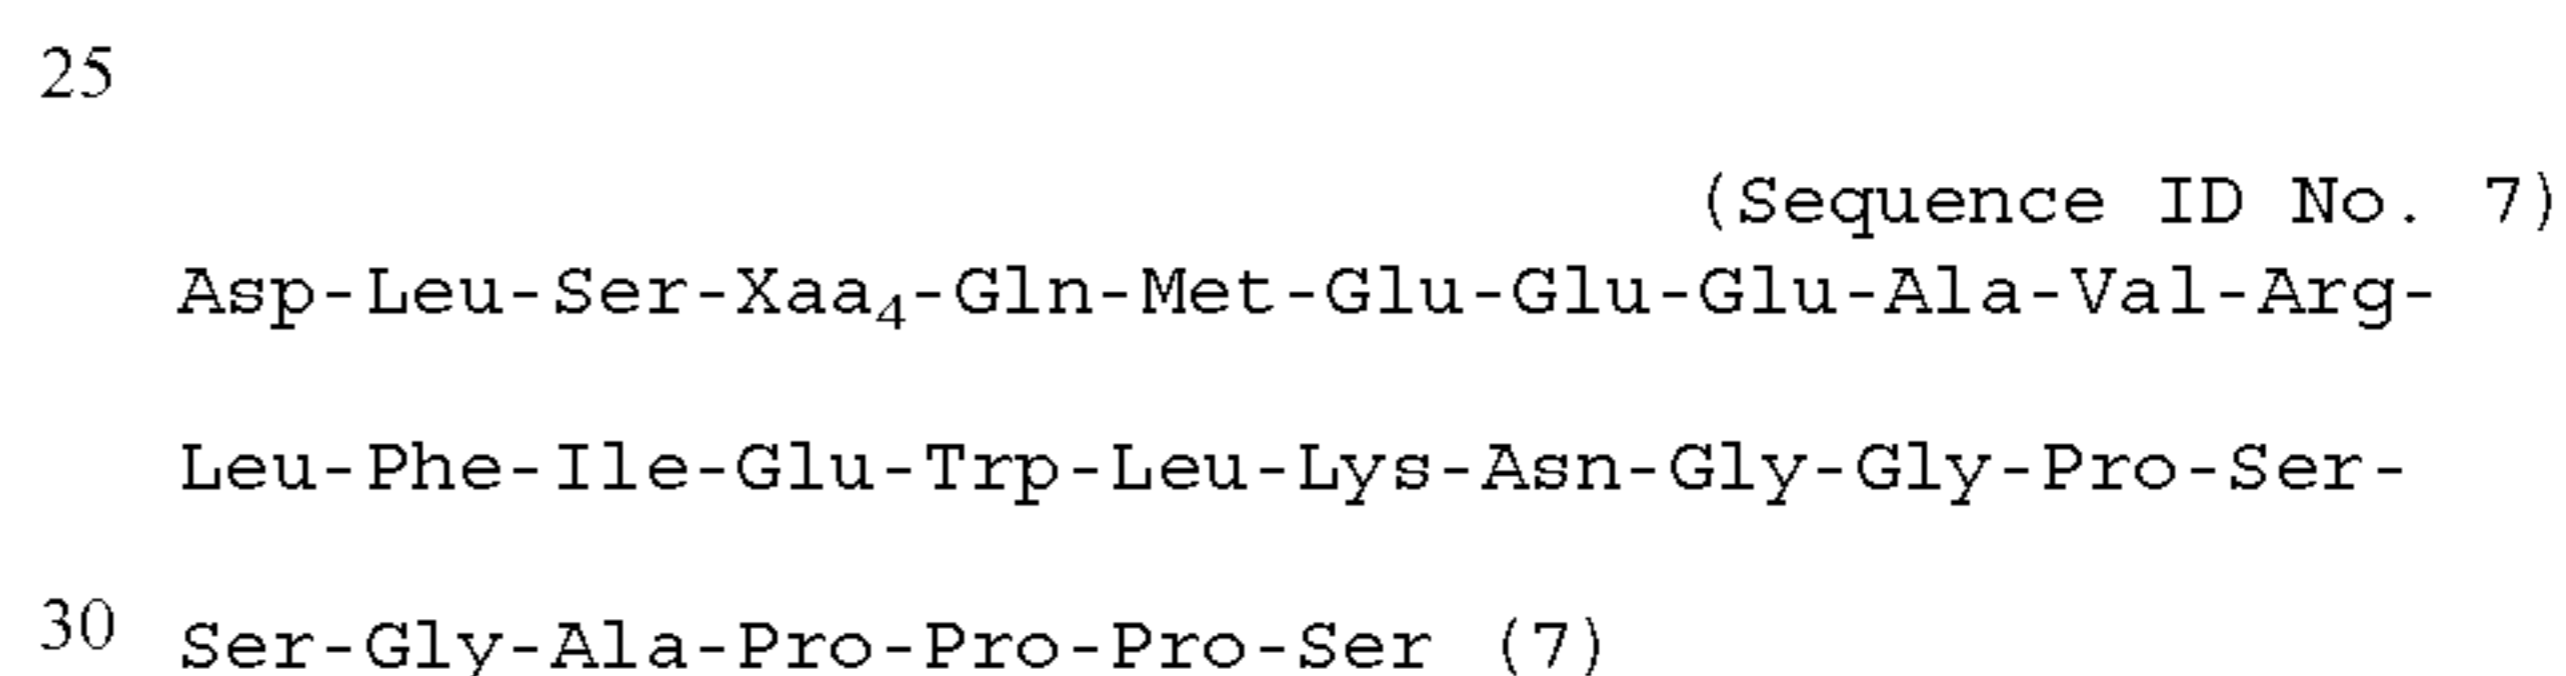 25
(Sequence ID No. 7)
Asp-Leu-Ser-Xaa₄-Gln-Met-Glu-Glu-Glu-Ala-Val-Arg-
Leu-Phe-Ile-Glu-Trp-Leu-Lys-Asn-Gly-Gly-Pro-Ser-
30 Ser-Gly-Ala-Pro-Pro-Pro-Ser (7)